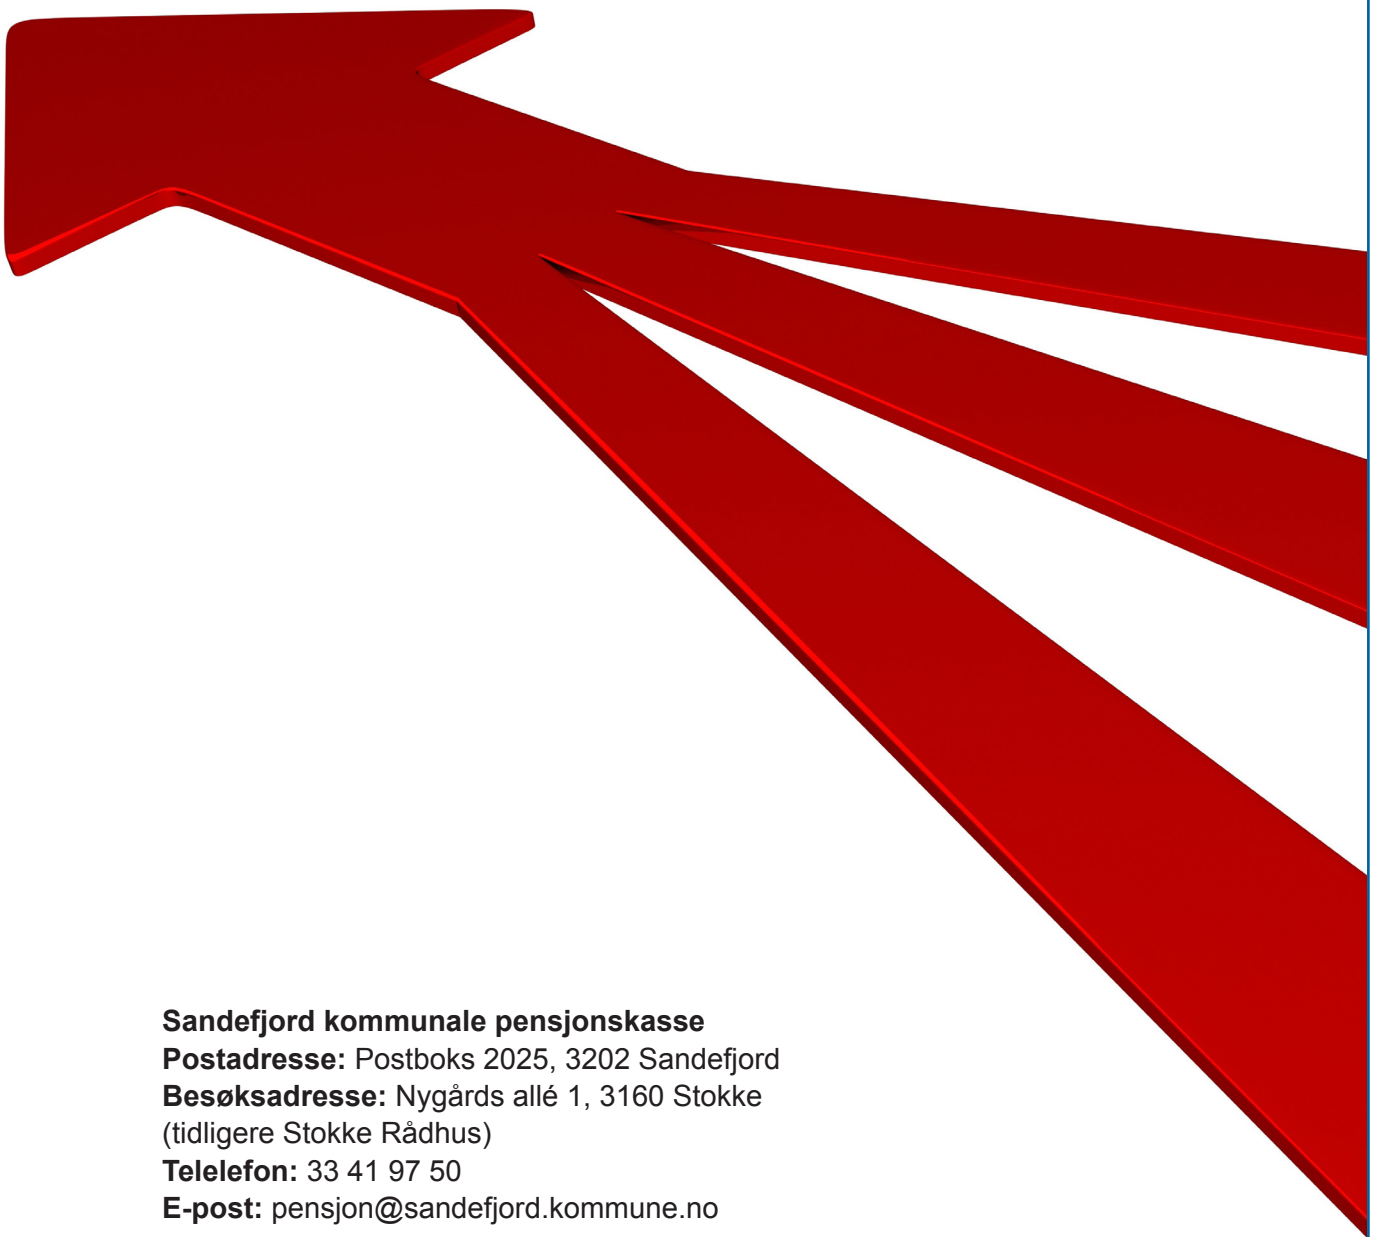 Sandefjord kommunale pensjonskasse
Postadresse: Postboks 2025, 3202 Sandefjord
Besøksadresse: Nygårds allé 1, 3160 Stokke
(tidligere Stokke Rådhus)
Telelefon: 33 41 97 50
E-post: pensjon@sandefjord.kommune.no